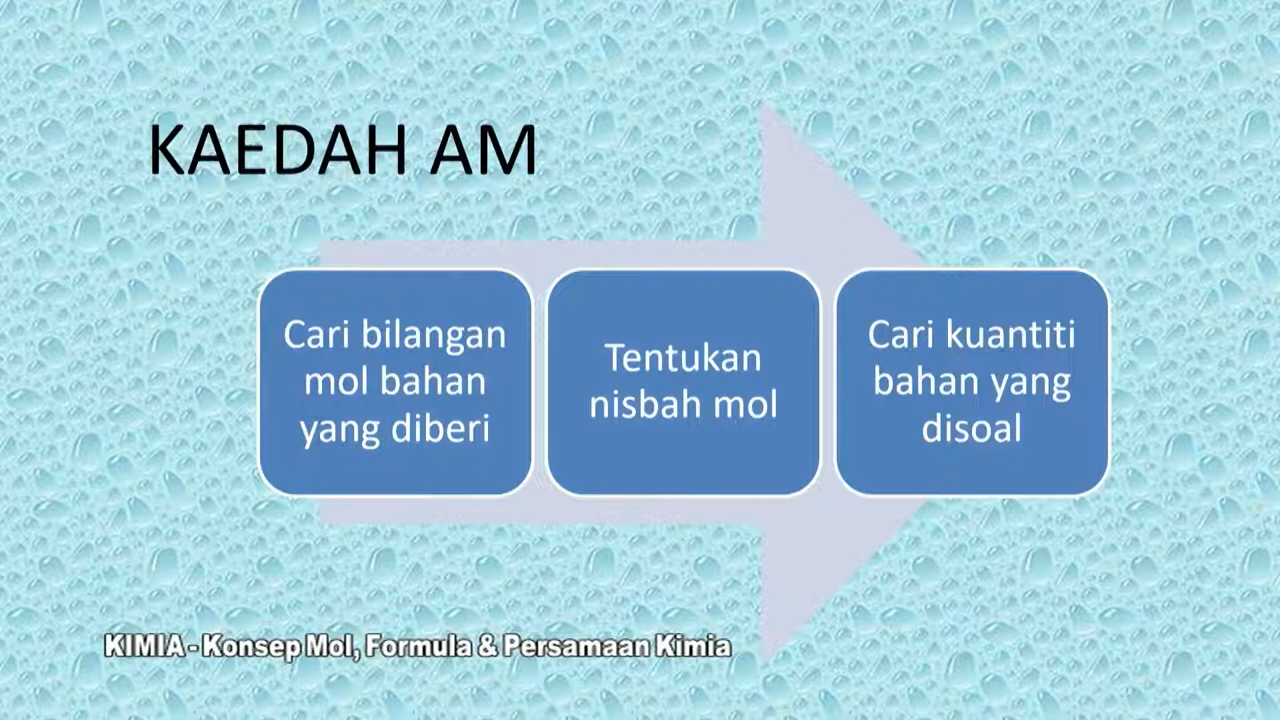 KAEDAH AM
Cari bilangan
mol bahan
yang diberi
Tentukan
nisbah mol
Cari kuantiti
bahan yang
disoal
KIMIA - Konsep Mol, Formula & Persamaan Kimia